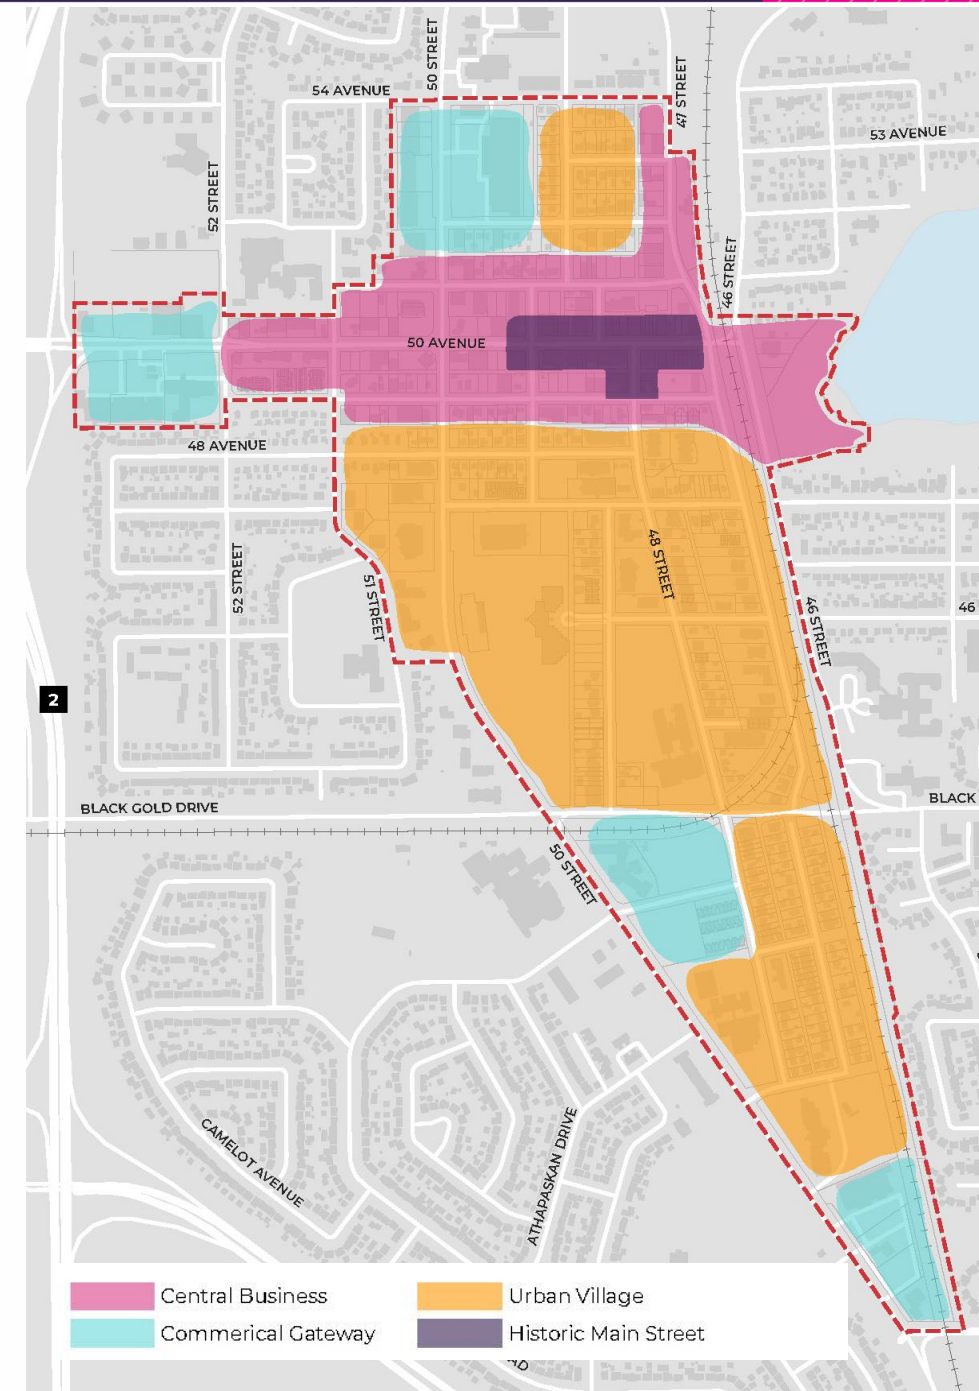 50 STREET
54 AVENUE
47 STREET
53 AVENUE
52 STREET
46 STREET
50 AVENUE
48 AVENUE
48 STREET
52 STREET
51 STREET
46 STREET
46
2
BLACK GOLD DRIVE
BLACK
50 STREET
CAMELOT AVENUE
ATHAPASKAN DRIVE
Central Business
Urban Village
Commerical Gateway
Historic Main Street